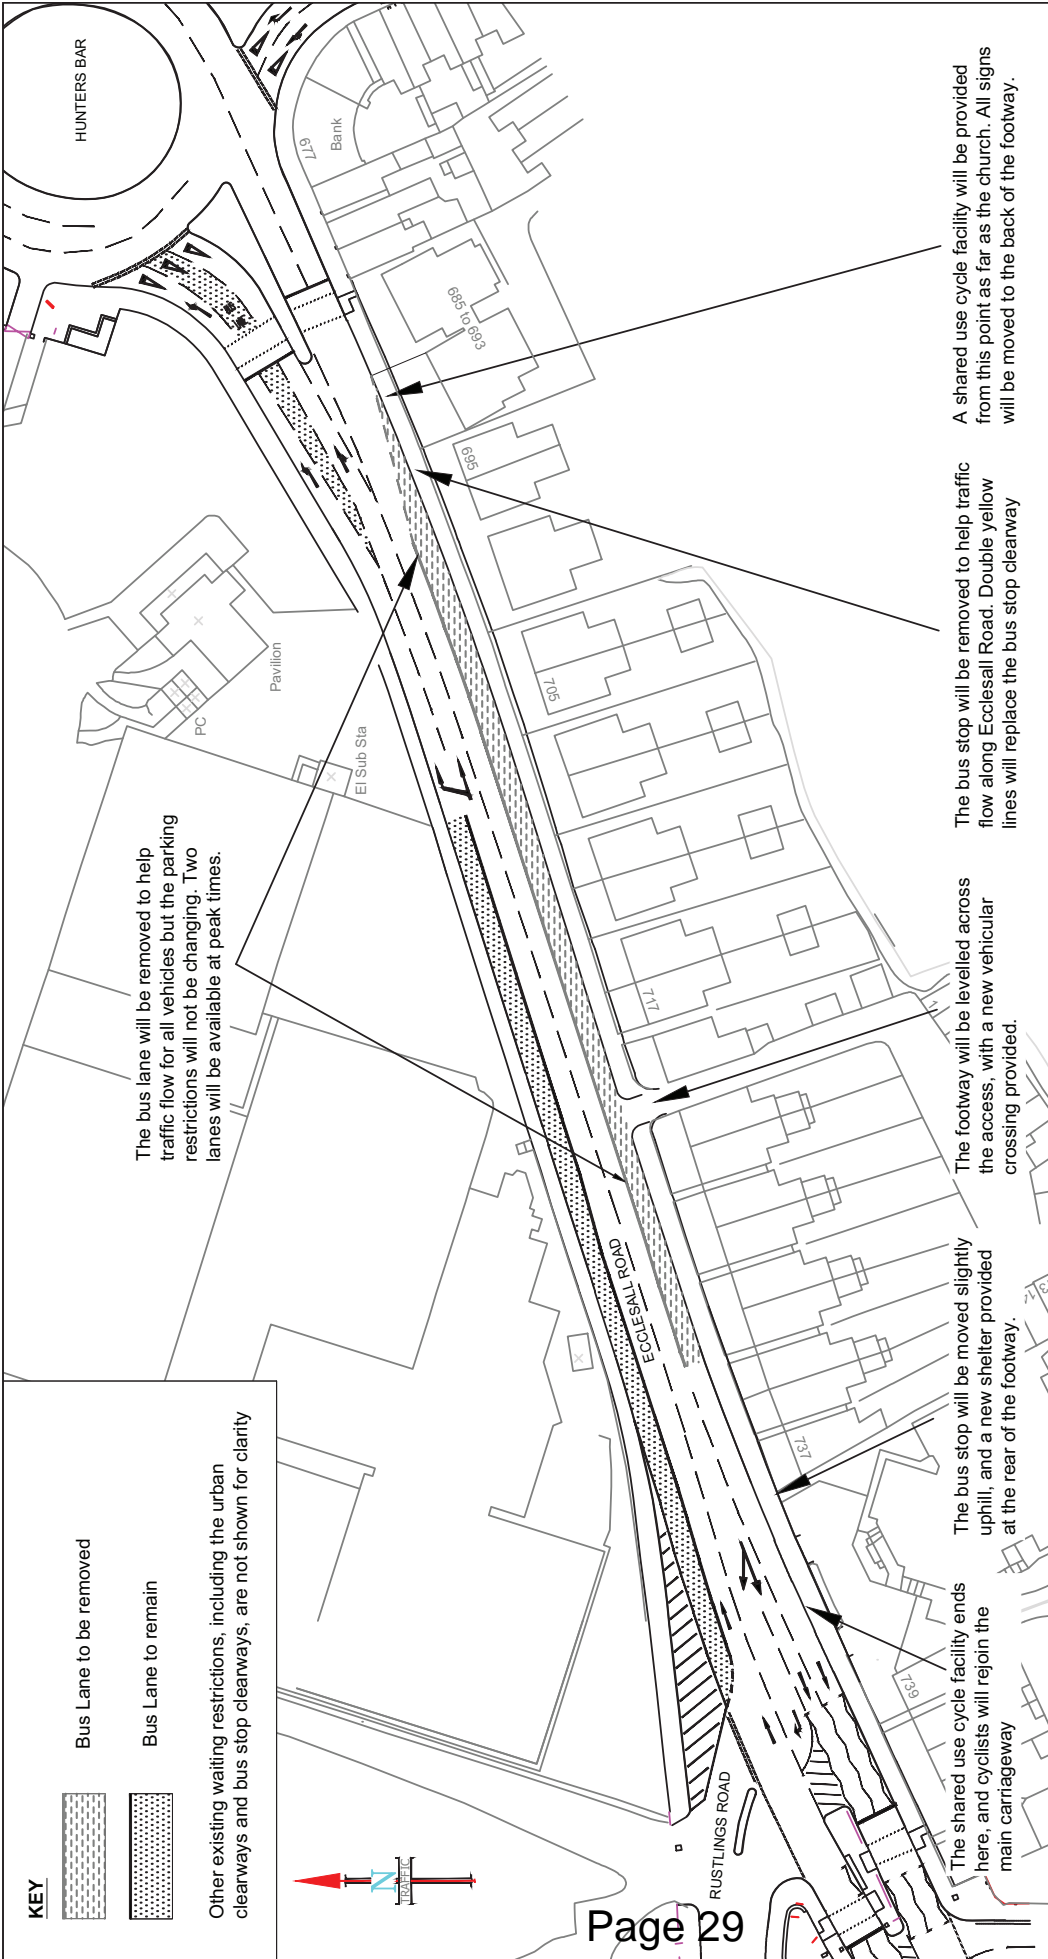 KEY
Bus Lane to be removed
Bus Lane to remain
Other existing waiting restrictions, including the urban
clearways and bus stop clearways, are not shown for clarity
N
TRAFFIC
The bus lane will be removed to help
traffic flow for all vehicles but the parking
restrictions will not be changing. Two
lanes will be available at peak times.
HUNTERS BAR
Pavilion
PC
El Sub Sta
Bank
679
685 to 693
695
705
717
737
739
11
ECCLESALL ROAD
RUSTLINGS ROAD
The shared use cycle facility ends
here, and cyclists will rejoin the
main carriageway
The bus stop will be moved slightly
uphill, and a new shelter provided
at the rear of the footway.
The footway will be levelled across
the access, with a new vehicular
crossing provided.
The bus stop will be removed to help traffic
flow along Ecclesall Road. Double yellow
lines will replace the bus stop clearway
A shared use cycle facility will be provided
from this point as far as the church. All signs
will be moved to the back of the footway.
Page 29